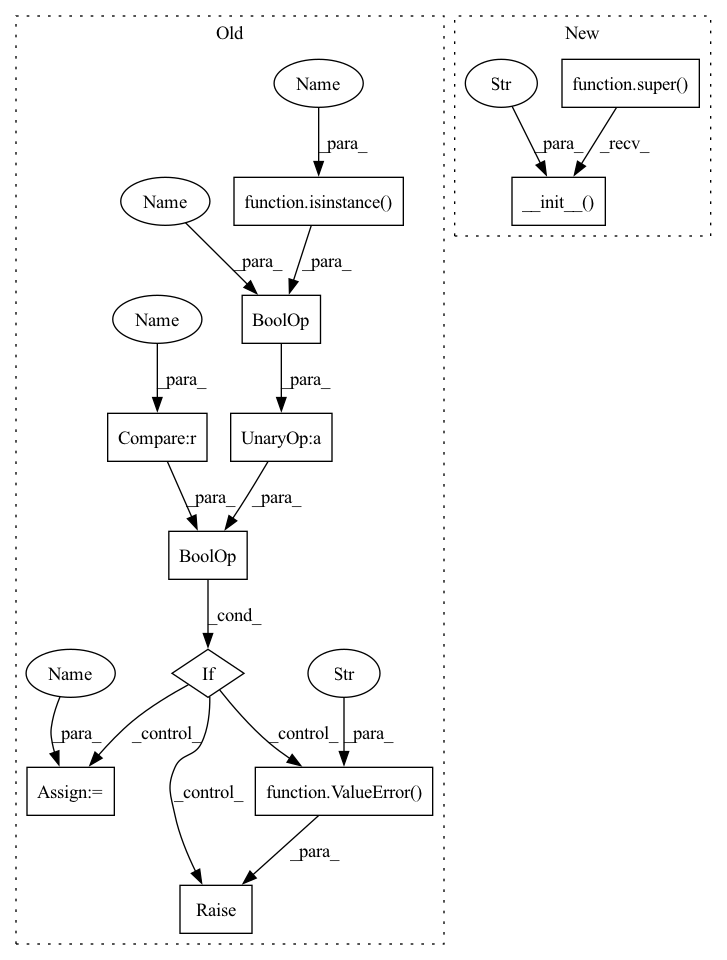 Old
New
Name
Str
function.super()
_para_
_para_
_recv_
Name
function.isinstance()
__init__()
_para_
_para_
Name
BoolOp
_para_
_para_
Compare:r
UnaryOp:a
_para_
_para_
BoolOp
_cond_
Name
If
Str
_para_
_control_
_control_
_para_
_control_
Assign:=
function.ValueError()
_para_
Raise